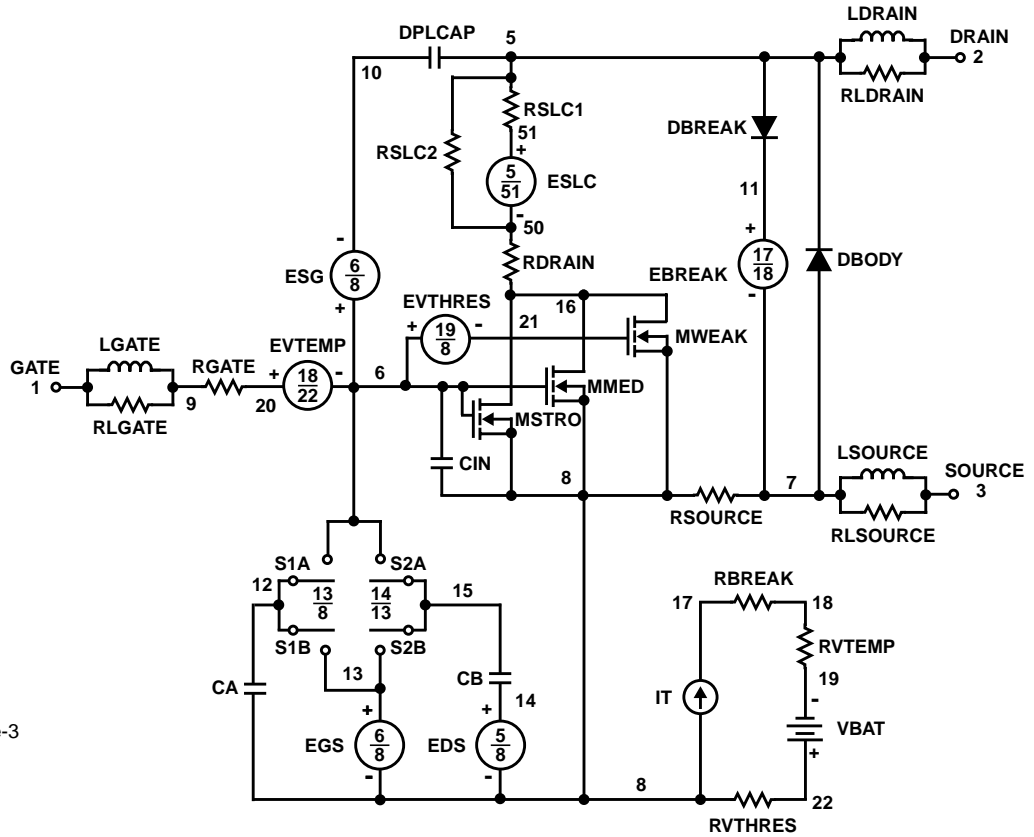 LDRAIN
DPLCAP
5
DRAIN
2
10
RLDRAIN
RSLC1
51
+
DBREAK
RSLC2
5
51
ESLC
11
-
50
-
+
ESG
6
8
+
RDRAIN
EBREAK
17
18
-
DBODY
EVTHRES
16
21
+
19
8
-
MWEAK
LGATE
EVTEMP
GATE
1
RGATE
+
18
22
-
6
MMED
9
20
RLGATE
MSTRO
CIN
8
LSOURCE
7
SOURCE
3
RSOURCE
RLSOURCE
S1A
S2A
12
13
8
14
13
15
RBREAK
17
18
S1B
S2B
RVTEMP
13
CB
CA
14
IT
19
-
VBAT
+
+
+
EGS
6
8
EDS
5
8
-
-
8
22
RVTHRES
-3